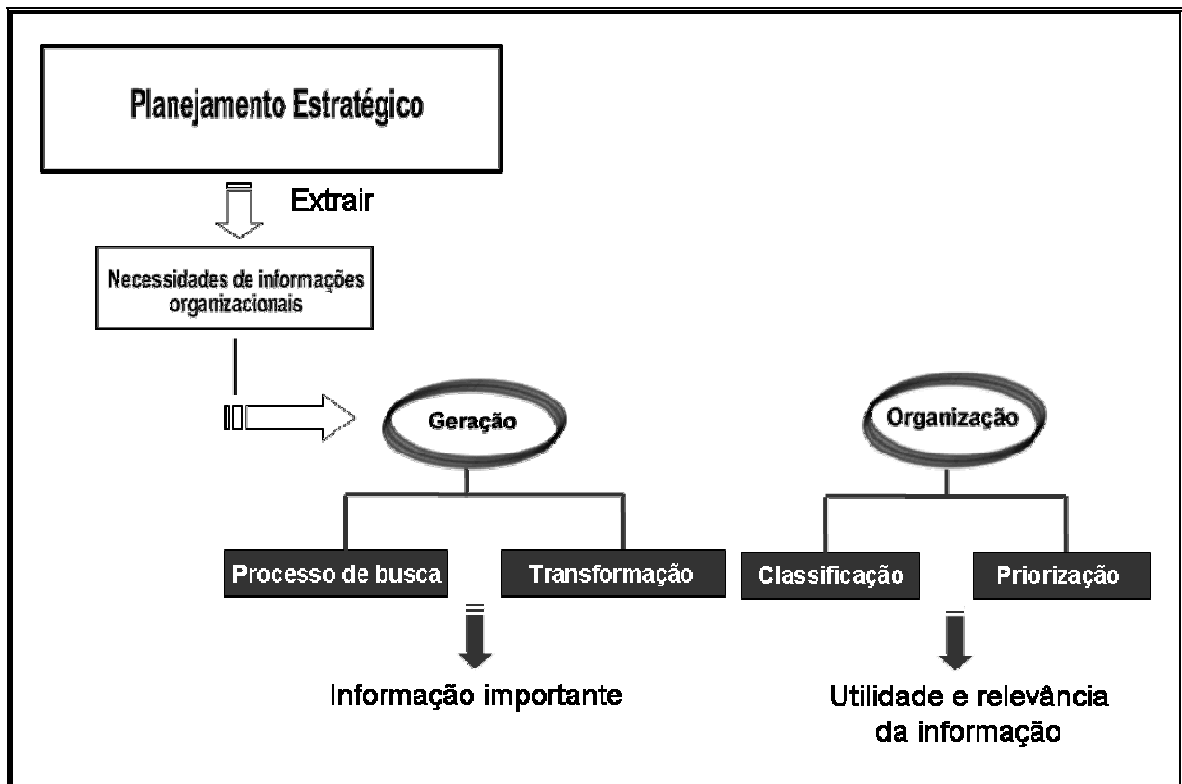 Planejamento Estratégico
Extrair
Necessidades de informações
organizacionais
Geração
Organização
Processo de busca
Transformação
Classificação
Priorização
Informação importante
Utilidade e relevância
da informação